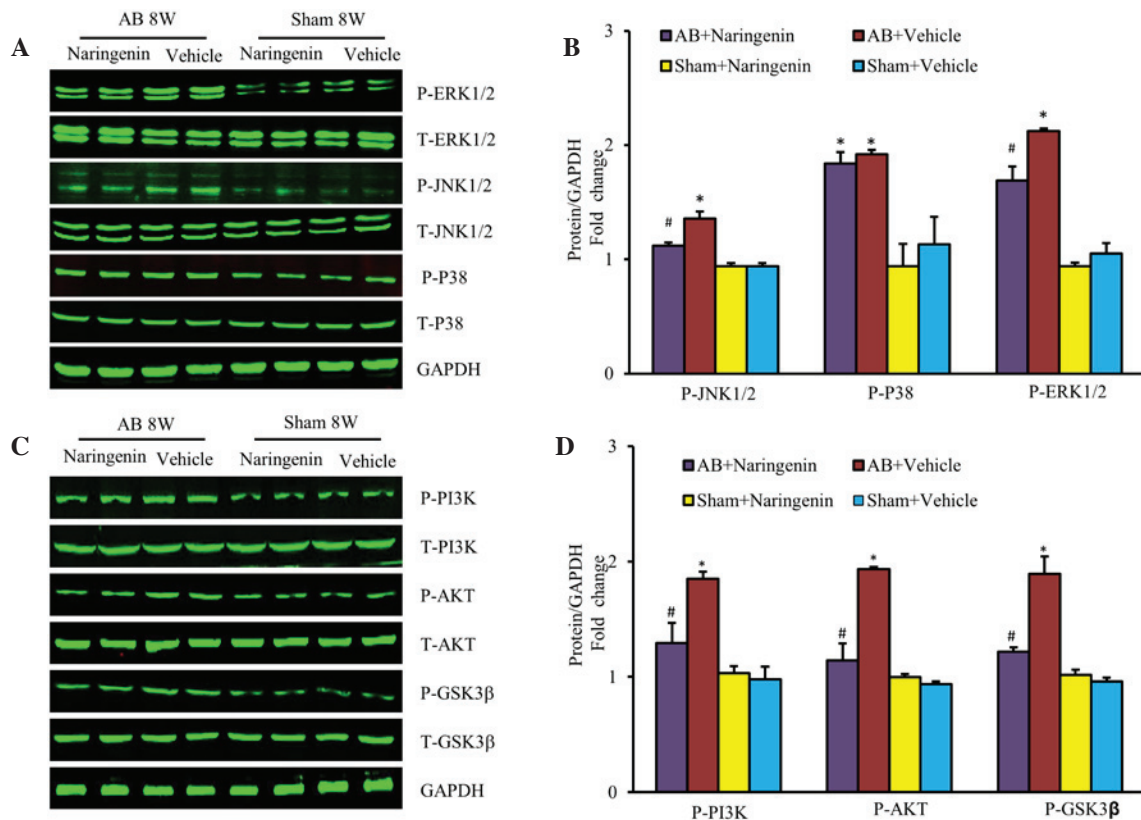 A
AB 8W Sham 8W
Naringenin Vehicle Naringenin Vehicle
P-ERK1/2
T-ERK1/2
P-JNK1/2
T-JNK1/2
P-P38
T-P38
GAPDH
B
Protein/GAPDH
Fold change
3
2
1
0
AB+Naringenin AB+Vehicle
Sham+Naringenin Sham+Vehicle
# * * * # *
P-JNK1/2 P-P38 P-ERK1/2
C
AB 8W Sham 8W
Naringenin Vehicle Naringenin Vehicle
P-PI3K
T-PI3K
P-AKT
T-AKT
P-GSK3β
T-GSK3β
GAPDH
D
Protein/GAPDH
Fold change
3
2
1
0
AB+Naringenin AB+Vehicle
Sham+Naringenin Sham+Vehicle
# * # * # *
P-PI3K P-AKT P-GSK3β